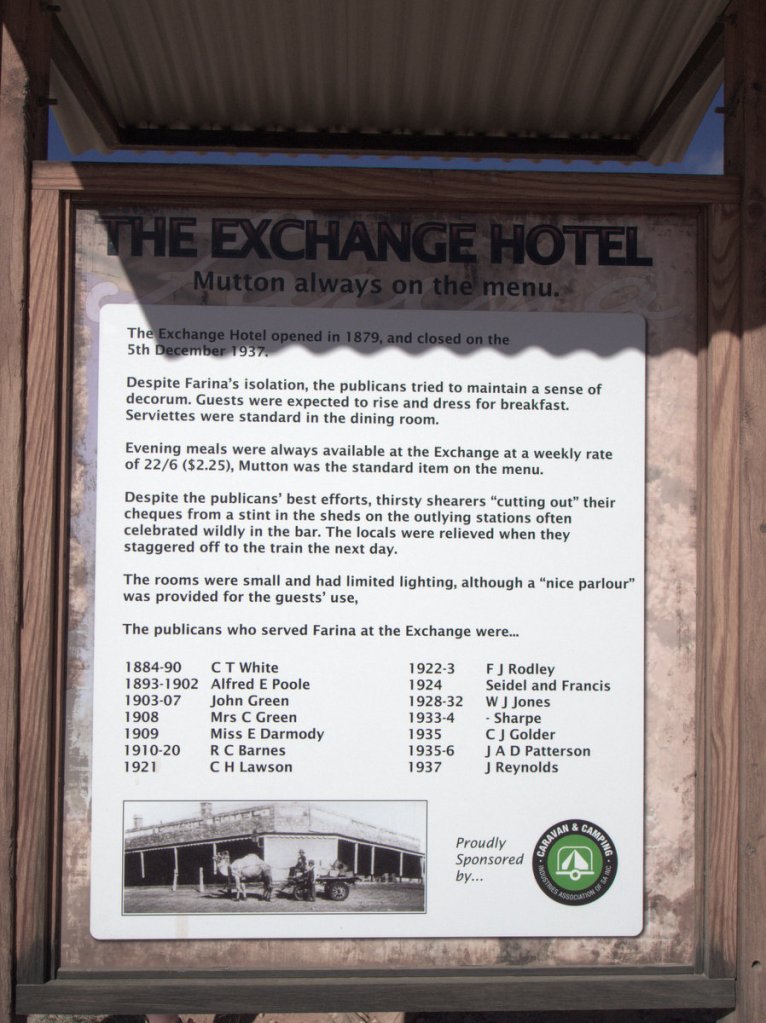 THE EXCHANGE HOTEL
Mutton always on the menu.
The Exchange Hotel opened in 1879, and closed on the
5th December 1937.
Despite Farina's isolation, the publicans tried to maintain a sense of
decorum. Guests were expected to rise and dress for breakfast.
Serviettes were standard in the dining room.
Evening meals were always available at the Exchange at a weekly rate
of 22/6 ($2.25), Mutton was the standard item on the menu.
Despite the publicans' best efforts, thirsty shearers “cutting out” their
cheques from a stint in the sheds on the outlying stations often
celebrated wildly in the bar. The locals were relieved when they
staggered off to the train the next day.
The rooms were small and had limited lighting, although a “nice parlour”
was provided for the guests' use,
The publicans who served Farina at the Exchange were...
1884-90 C T White
1893-1902 Alfred E Poole
1903-07 John Green
1908 Mrs C Green
1909 Miss E Darmody
1910-20 R C Barnes
1921 C H Lawson
1922-3 F J Rodley
1924 Seidel and Francis
1928-32 W J Jones
1933-4 - Sharpe
1935 C J Golder
1935-6 J A D Patterson
1937 J Reynolds
Proudly
Sponsored
by...
CARAVAN & CAMPING
INDUSTRIES ASSOCIATION OF SA INC